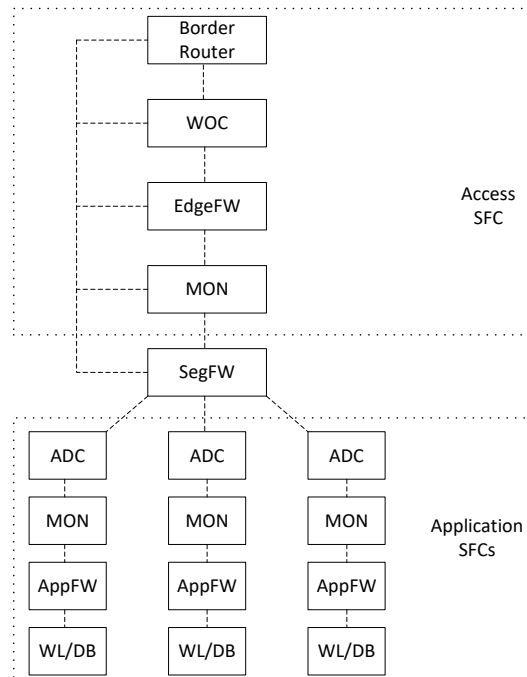 Border
Router
WOC
EdgeFW
Access
SFC
MON
SegFW
ADC
ADC
ADC
MON
MON
MON
Application
SFCs
AppFW
AppFW
AppFW
WL/DB
WL/DB
WL/DB